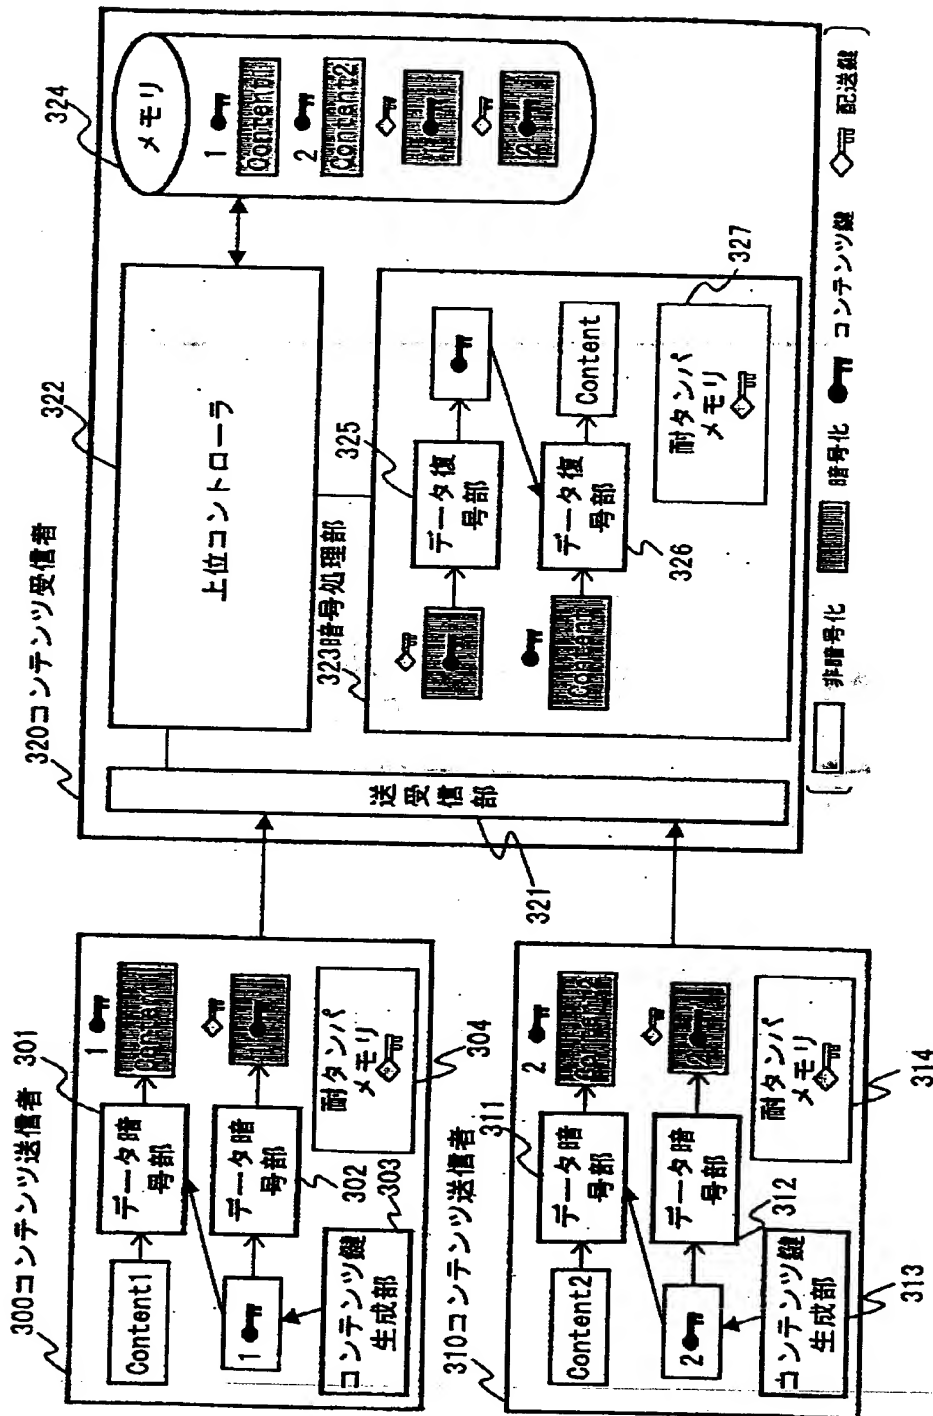 300コンテンツ送信者
301
Content1
データ暗
号部
1
Content1
1
データ暗
号部
302
303
コンテンツ鍵
生成部
耐タンパ
メモリ
304
310コンテンツ送信者
311
Content2
データ暗
号部
2
Content2
2
データ暗
号部
2
312
コンテンツ鍵
生成部
313
耐タンパ
メモリ
314
320コンテンツ受信者
送受信部
321
322
上位コントローラ
324
メモリ
1
Content1
2
Content2
1
2
323暗号処理部
325
データ復
号部
Content
データ復
号部
326
Content
耐タンパ
メモリ
327
非暗号化
暗号化
コンテンツ鍵
配送鍵